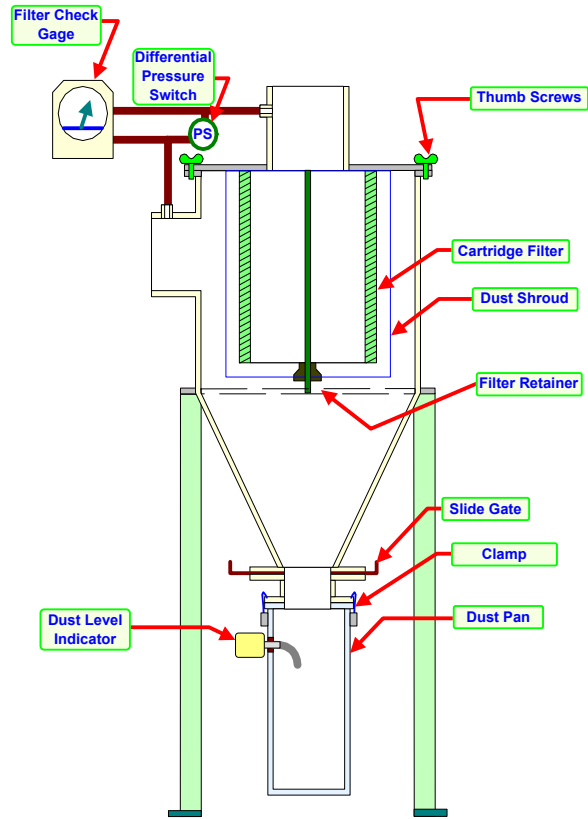 Filter Check
Gage
Differential
Pressure
Switch
Thumb Screws
PS
Cartridge Filter
Dust Shroud
Filter Retainer
Slide Gate
Clamp
Dust Level
Indicator
Dust Pan